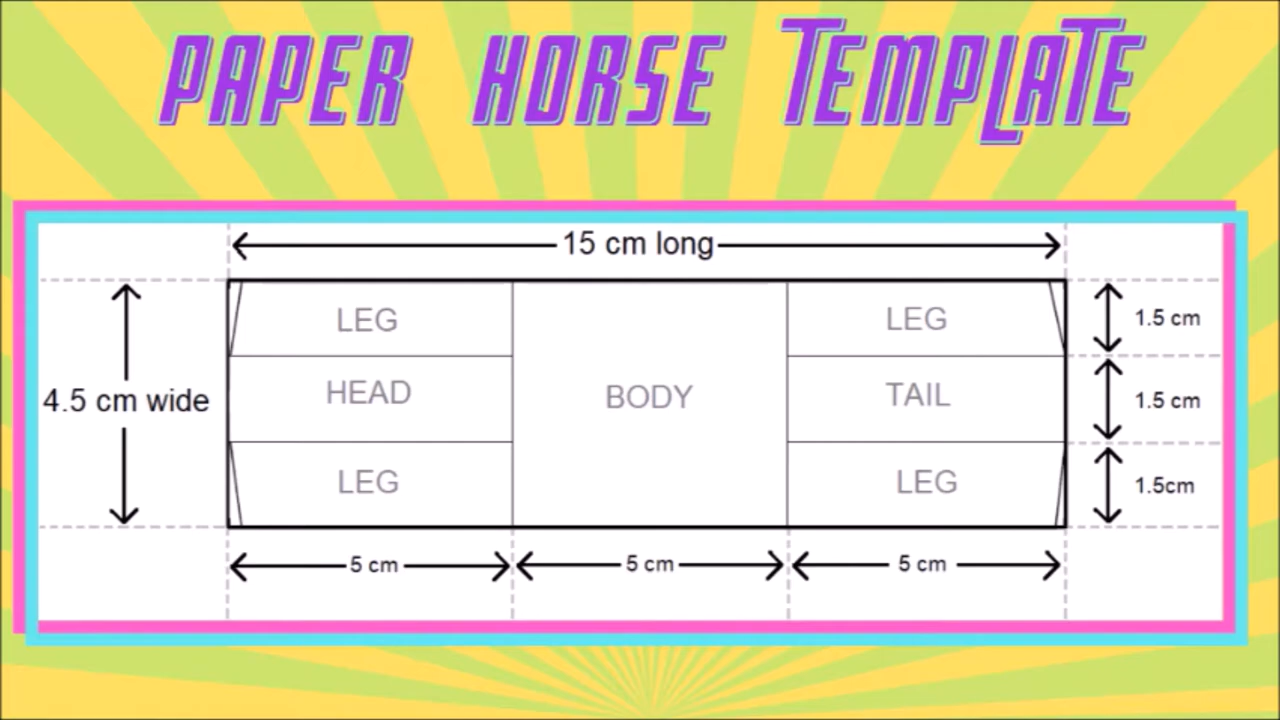 PAPER HORSE TEMPLATE
15 cm long
LEG
LEG
1.5 cm
4.5 cm wide
HEAD
BODY
TAIL
1.5 cm
LEG
LEG
1.5cm
5 cm
5 cm
5 cm